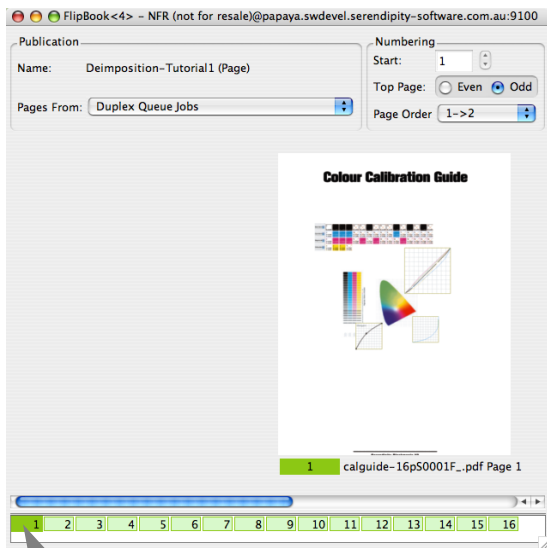 FlipBook<4> - NFR (not for resale)@papaya.swdevel.serendipity-software.com.au:9100
Publication
Name: Deimposition-Tutorial1 (Page)
Pages From: Duplex Queue Jobs
Numbering
Start: 1
Top Page: Even Odd
Page Order 1->2
Colour Calibration Guide
1 calguide-16pS0001F_.pdf Page 1
1 2 3 4 5 6 7 8 9 10 11 12 13 14 15 16